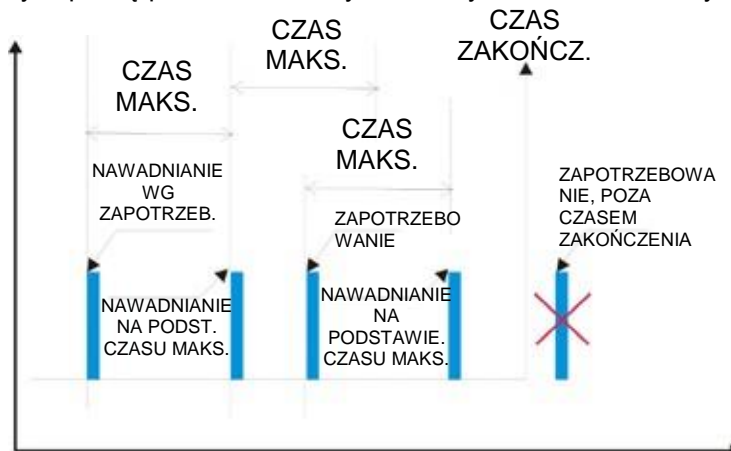 CZAS
MAKS.
CZAS
MAKS.
CZAS
ZAKOŃCZ.
CZAS
MAKS.
NAWADNIANIE
WG
ZAPOTRZEB.
ZAPOTRZEBO
WANIE
ZAPOTRZEBOWA
NIE, POZA
CZASEM
ZAKOŃCZENIA
NAWADNIANIE
NA PODST.
CZASU MAKS.
NAWADNIANIE
NA
PODSTAWIE.
CZASU MAKS.